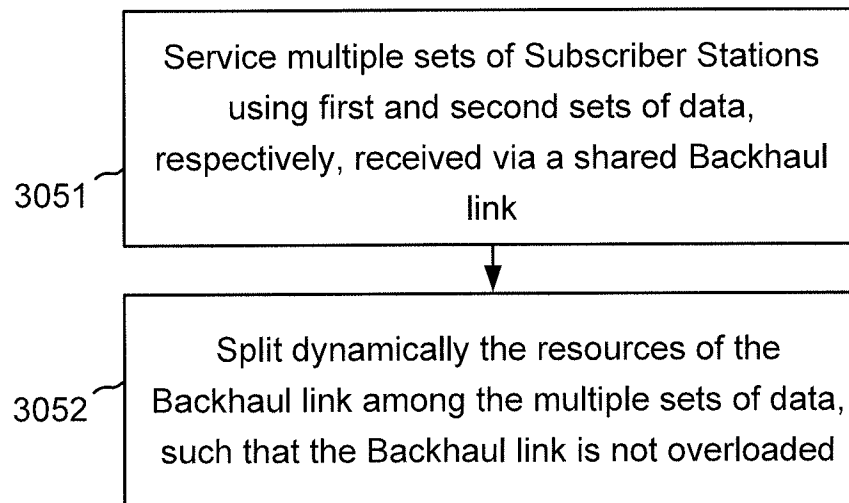 Service multiple sets of Subscriber Stations
using first and second sets of data,
respectively, received via a shared Backhaul
link
3051
Split dynamically the resources of the
Backhaul link among the multiple sets of data,
such that the Backhaul link is not overloaded
3052